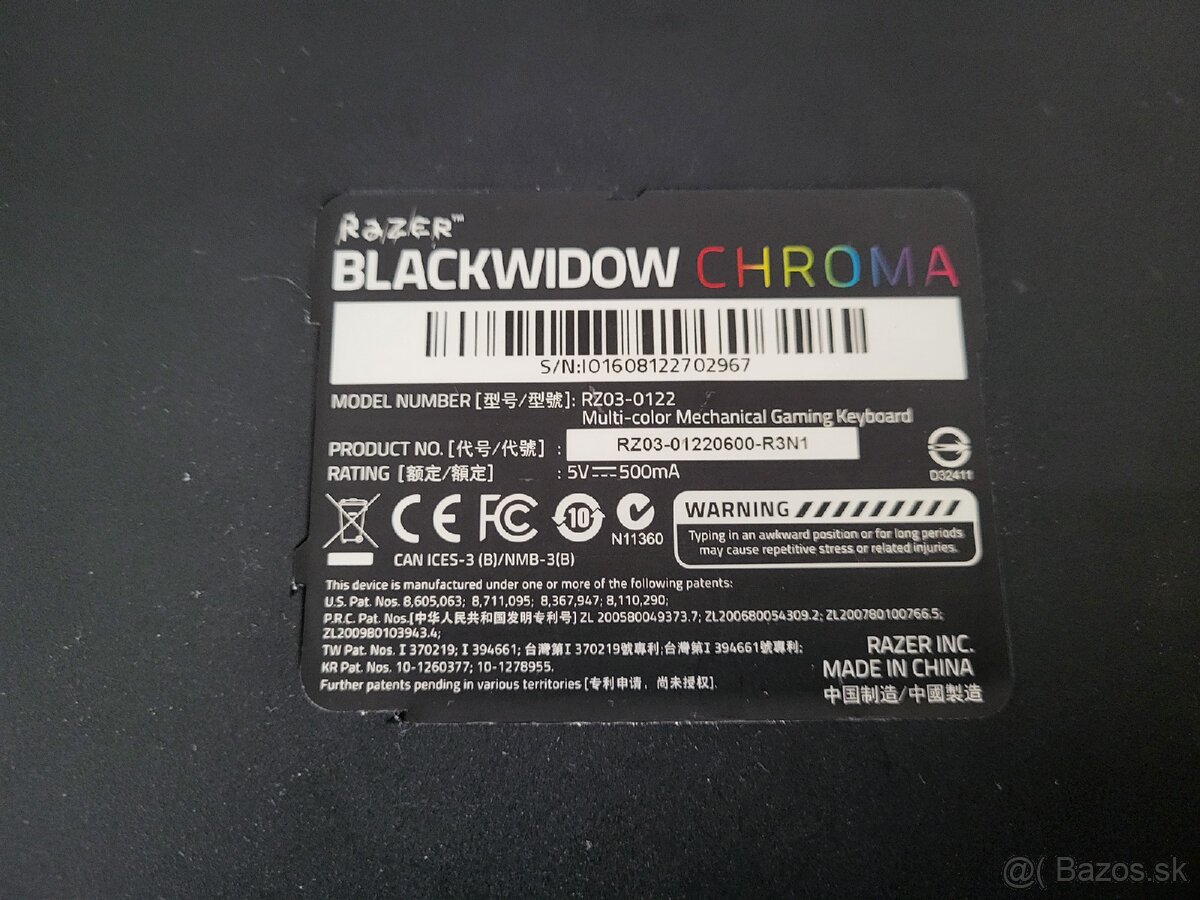 RAZER™
BLACKWIDOW CHROMA
S/N:IO1608122702967
MODEL NUMBER [型号/型號]: RZ03-0122
Multi-color Mechanical Gaming Keyboard
PRODUCT NO. [代号/代號] : RZ03-01220600-R3N1
RATING [额定/額定] : 5V⎓500mA
D32411
CE FC 10 N11360
CAN ICES-3 (B)/NMB-3(B)
WARNING
Typing in an awkward position or for long periods
may cause repetitive stress or related injuries.
This device is manufactured under one or more of the following patents:
U.S. Pat. Nos. 8,605,063; 8,711,095; 8,367,947; 8,110,290;
P.R.C. Pat. Nos.[中华人民共和国发明专利号] ZL 200580049373.7; ZL200680054309.2; ZL200780100766.5;
ZL200980103943.4;
TW Pat. Nos. I 370219; I 394661; 台灣第I 370219號專利;台灣第I 394661號專利;
KR Pat. Nos. 10-1260377; 10-1278955.
Further patents pending in various territories [专利申请，尚未授权].
RAZER INC.
MADE IN CHINA
中国制造/中國製造
@( Bazos.sk